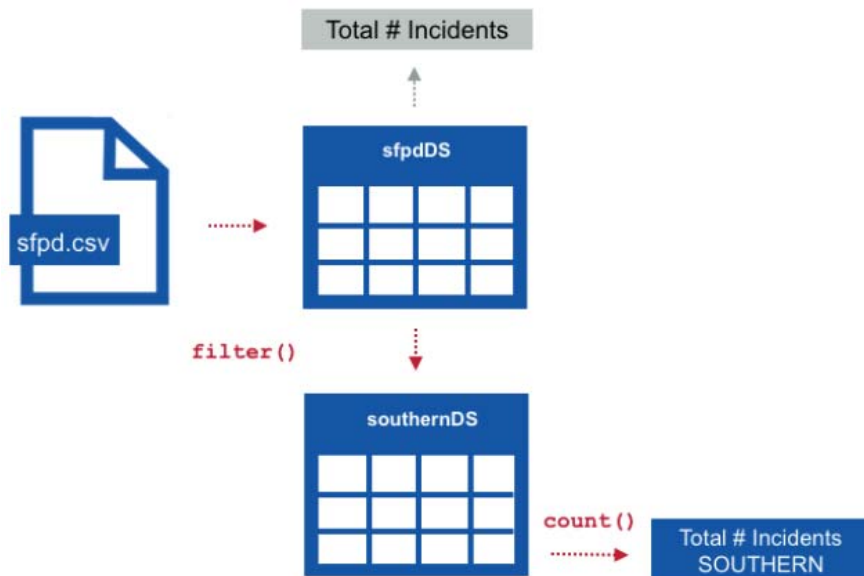 Total # Incidents
sfpdDS
sfpd.csv
filter()
southernDS
count()
Total # Incidents
SOUTHERN